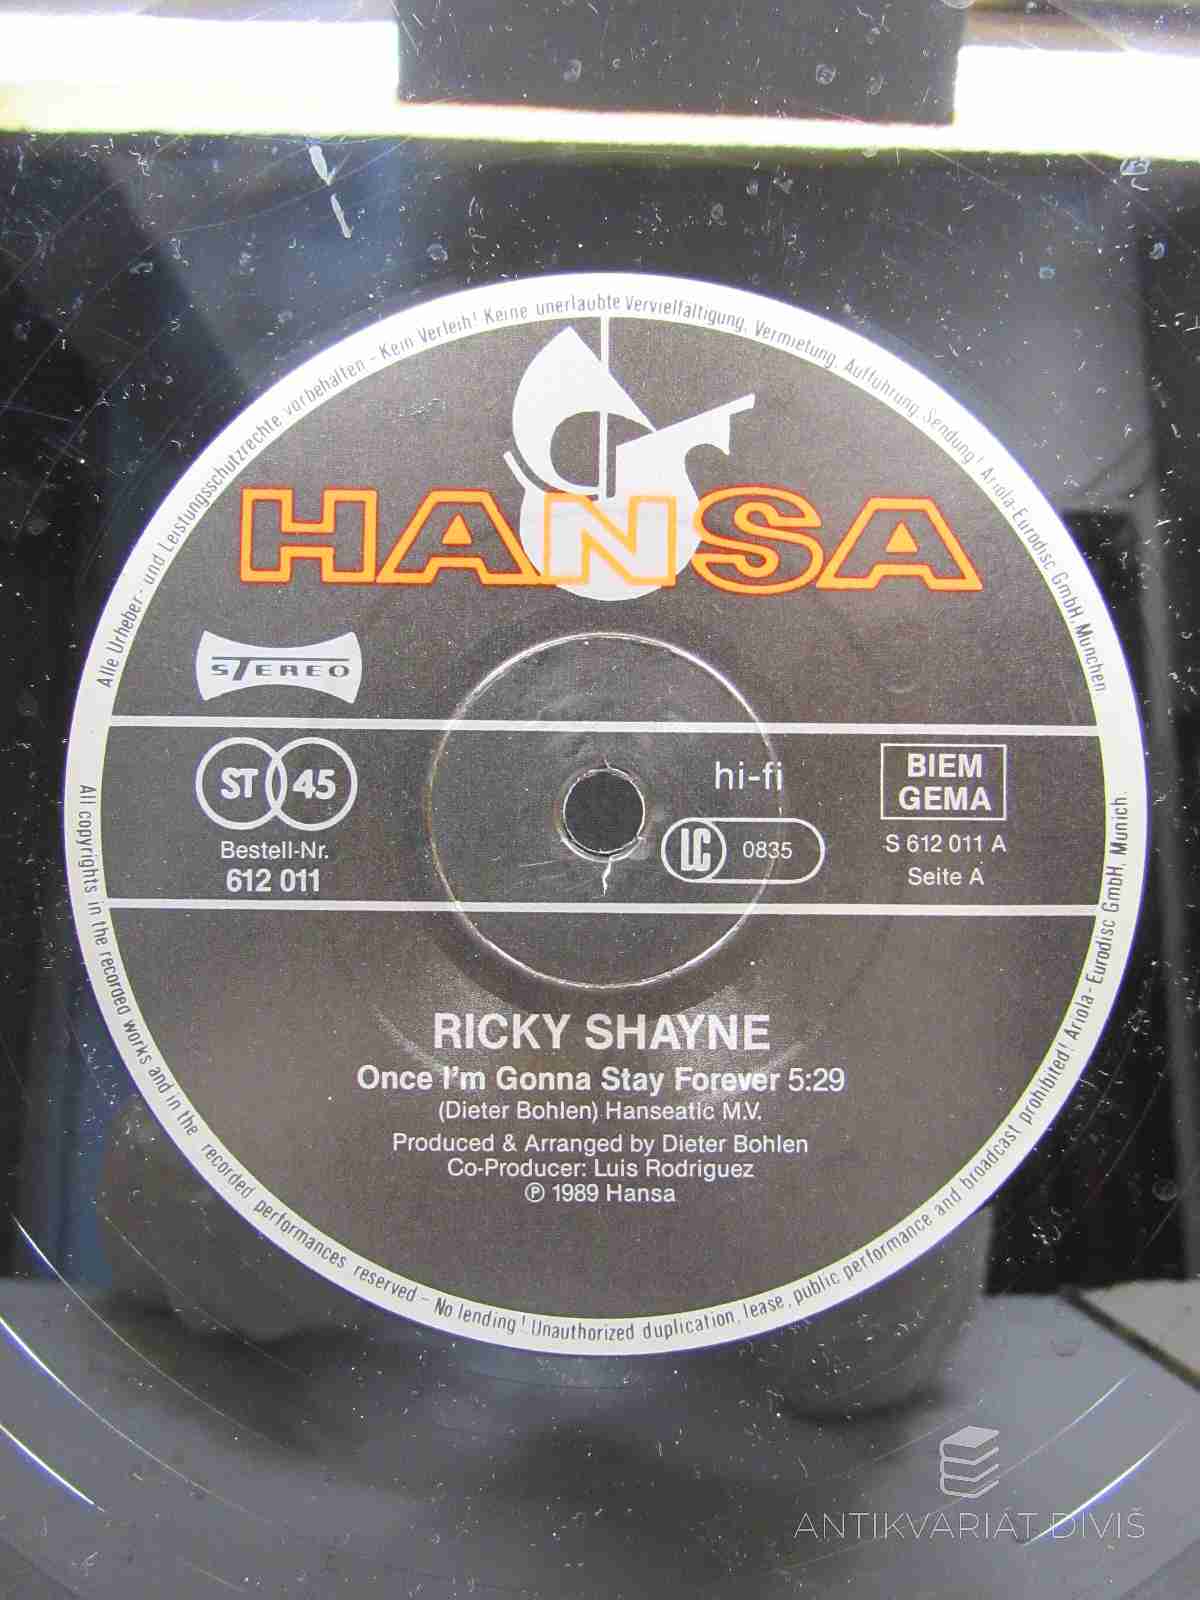 Alle Urheber- und Leistungsschutzrechte vorbehalten - Kein Verleih! Keine unerlaubte Vervielfältigung, Vermietung, Aufführung, Sendung! Ariola-Eurodisc GmbH, München
HANSA
STEREO
ST 45
hi-fi
BIEM
GEMA
Bestell-Nr.
612 011
LC 0835
S 612 011 A
Seite A
RICKY SHAYNE
Once I'm Gonna Stay Forever 5:29
(Dieter Bohlen) Hanseatic M.V.
Produced & Arranged by Dieter Bohlen
Co-Producer: Luis Rodriguez
℗ 1989 Hansa
All copyrights in the recorded works and in the recorded performances reserved - No lending! Unauthorized duplication, lease, public performance and broadcast prohibited! Ariola - Eurodisc GmbH, Munich.
ANTIKVARIÁT DIVIŠ